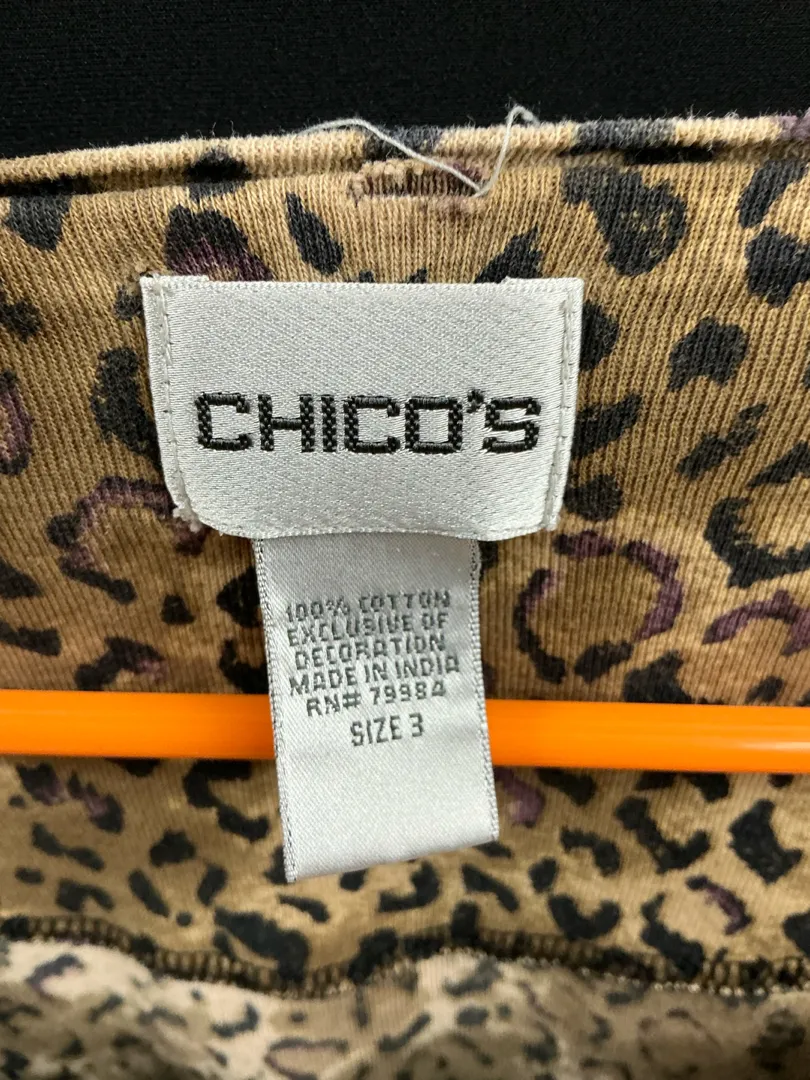 CHICO'S
100% COTTON
EXCLUSIVE OF
DECORATION
MADE IN INDIA
RN# 79984
SIZE 3